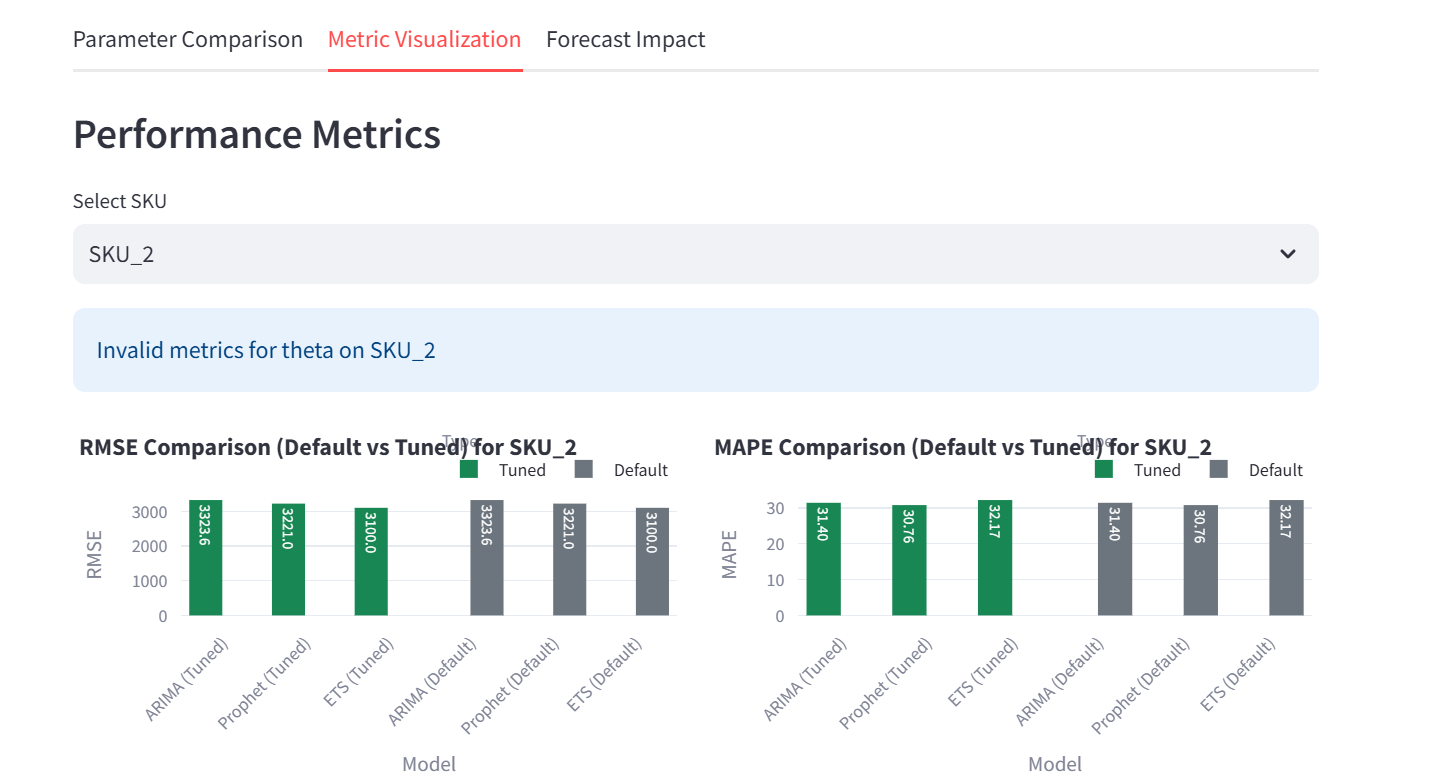 Parameter Comparison Metric Visualization Forecast Impact
Performance Metrics
Select SKU
SKU_2
Invalid metrics for theta on SKU_2
RMSE Comparison (Default vs Tuned) for SKU_2
Type
Tuned Default
RMSE
3000
2000
1000
0
3323.6
3221.0
3100.0
3323.6
3221.0
3100.0
ARIMA (Tuned)
Prophet (Tuned)
ETS (Tuned)
ARIMA (Default)
Prophet (Default)
ETS (Default)
Model
MAPE Comparison (Default vs Tuned) for SKU_2
Type
Tuned Default
MAPE
30
20
10
0
31.40
30.76
32.17
31.40
30.76
32.17
ARIMA (Tuned)
Prophet (Tuned)
ETS (Tuned)
ARIMA (Default)
Prophet (Default)
ETS (Default)
Model